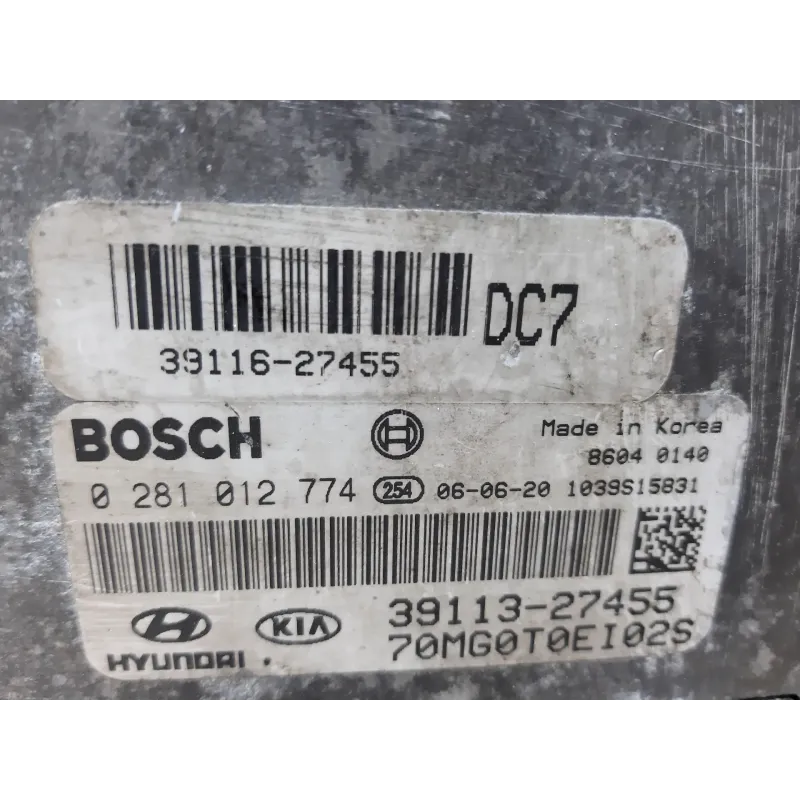 DC7
39116-27455
BOSCH
Made in Korea
8604 0140
0 281 012 774 254 06-06-20 1039S15831
HYUNDAI KIA 39113-27455
70MG0T0EI02S